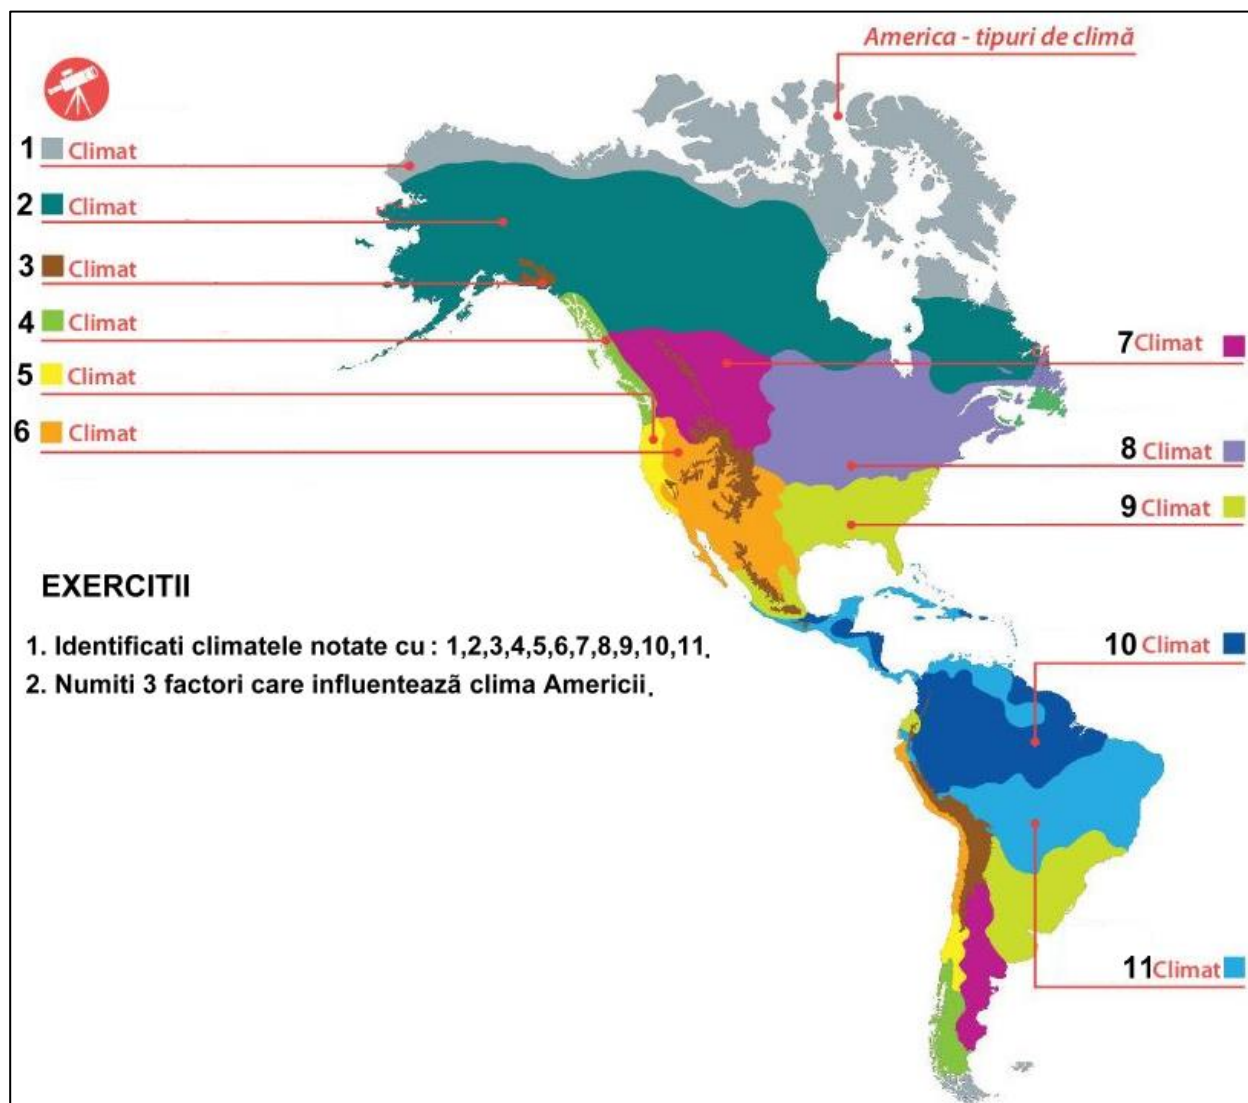 America - tipuri de climă
1 Climat
2 Climat
3 Climat
4 Climat
5 Climat
6 Climat
7 Climat
8 Climat
9 Climat
10 Climat
11 Climat
EXERCITII
1. Identificati climatele notate cu : 1,2,3,4,5,6,7,8,9,10,11.
2. Numiti 3 factori care influentează clima Americii.